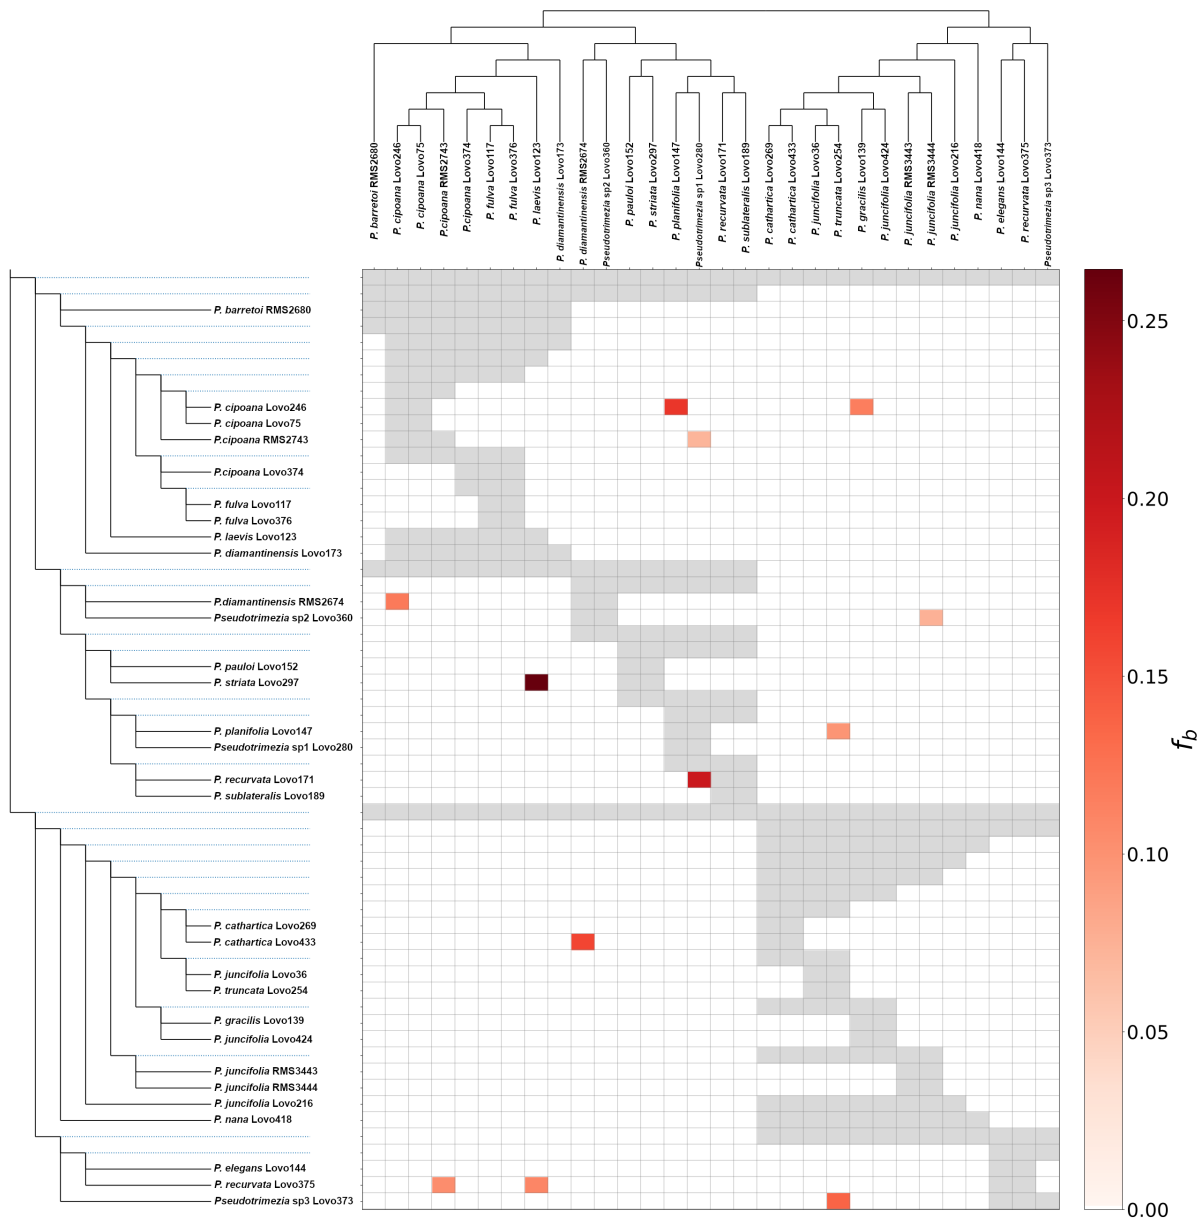 P. barretoi RMS2680
P. cipoana Lovo246
P. cipoana Lovo75
P.cipoana RMS2743
P.cipoana Lovo374
P. fulva Lovo117
P. fulva Lovo376
P. laevis Lovo123
P. diamantinensis Lovo173
P. diamantinensis RMS2674
Pseudotrimezia sp2 Lovo360
P. pauloi Lovo152
P. striata Lovo297
P. planifolia Lovo147
Pseudotrimezia sp1 Lovo280
P. recurvata Lovo171
P. sublateralis Lovo189
P. cathartica Lovo269
P. cathartica Lovo433
P. juncifolia Lovo36
P. truncata Lovo254
P. gracilis Lovo139
P. juncifolia Lovo424
P. juncifolia RMS3443
P. juncifolia RMS3444
P. juncifolia Lovo216
P. nana Lovo418
P. elegans Lovo144
P. recurvata Lovo375
Pseudotrimezia sp3 Lovo373
P. barretoi RMS2680
P. cipoana Lovo246
P. cipoana Lovo75
P.cipoana RMS2743
P.cipoana Lovo374
P. fulva Lovo117
P. fulva Lovo376
P. laevis Lovo123
P. diamantinensis Lovo173
P.diamantinensis RMS2674
Pseudotrimezia sp2 Lovo360
P. pauloi Lovo152
P. striata Lovo297
P. planifolia Lovo147
Pseudotrimezia sp1 Lovo280
P. recurvata Lovo171
P. sublateralis Lovo189
P. cathartica Lovo269
P. cathartica Lovo433
P. juncifolia Lovo36
P. truncata Lovo254
P. gracilis Lovo139
P. juncifolia Lovo424
P. juncifolia RMS3443
P. juncifolia RMS3444
P. juncifolia Lovo216
P. nana Lovo418
P. elegans Lovo144
P. recurvata Lovo375
Pseudotrimezia sp3 Lovo373
0.25
0.20
0.15
0.10
0.05
0.00
f_b